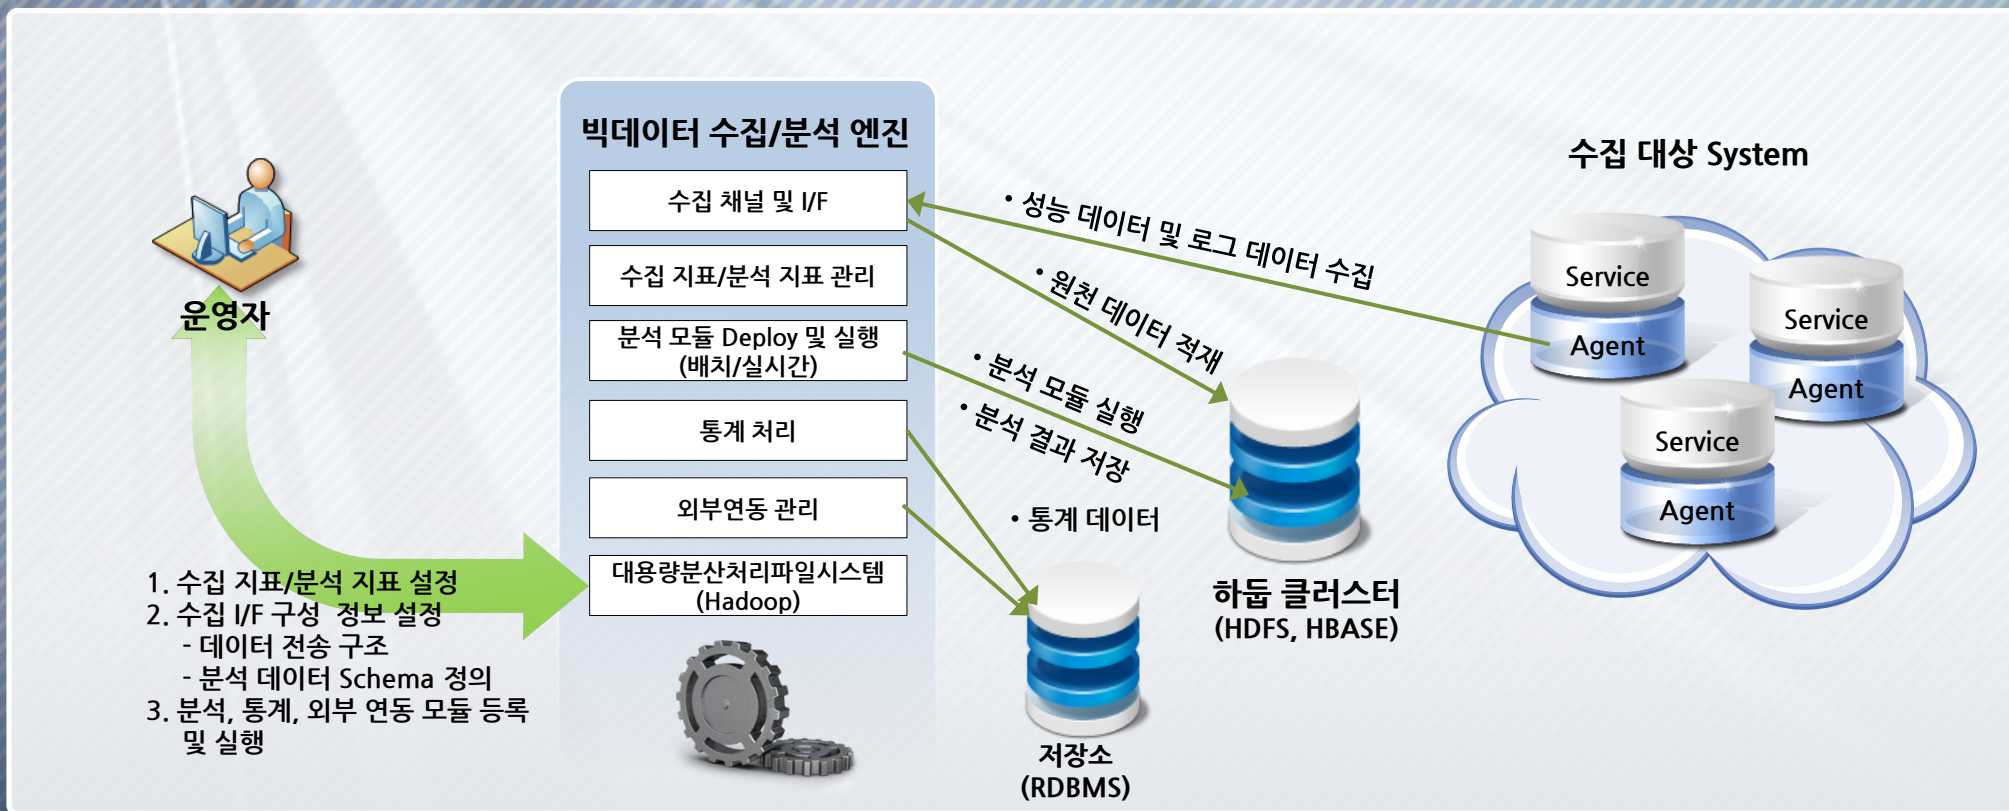 빅데이터 수집/분석 엔진
수집 채널 및 I/F
수집 지표/분석 지표 관리
분석 모듈 Deploy 및 실행
(배치/실시간)
통계 처리
외부연동 관리
대용량분산처리파일시스템
(Hadoop)
운영자
1. 수집 지표/분석 지표 설정
2. 수집 I/F 구성 정보 설정
- 데이터 전송 구조
- 분석 데이터 Schema 정의
3. 분석, 통계, 외부 연동 모듈 등록
및 실행
• 성능 데이터 및 로그 데이터 수집
• 원천 데이터 적재
• 분석 모듈 실행
• 분석 결과 저장
• 통계 데이터
저장소
(RDBMS)
하둡 클러스터
(HDFS, HBASE)
수집 대상 System
Service
Agent
Service
Agent
Service
Agent